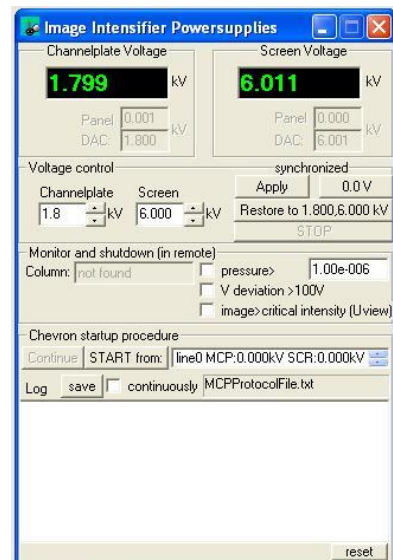 Image Intensifier Powersupplies
Channelplate Voltage
1.799 kV
Panel 0.001
DAC: 1.800 kV
Screen Voltage
6.011 kV
Panel 0.000
DAC: 6.001 kV
Voltage control
Channelplate Screen
1.8 kV 6.000 kV
synchronized
Apply 0.0 V
Restore to 1.800,6.000 kV
STOP
Monitor and shutdown (in remote)
Column: not found
pressure> 1.00e-006
V deviation >100V
image>critical intensity (Uview)
Chevron startup procedure
Continue START from: line0 MCP:0.000kV SCR:0.000kV
Log save continuously MCPProtocolFile.txt
reset